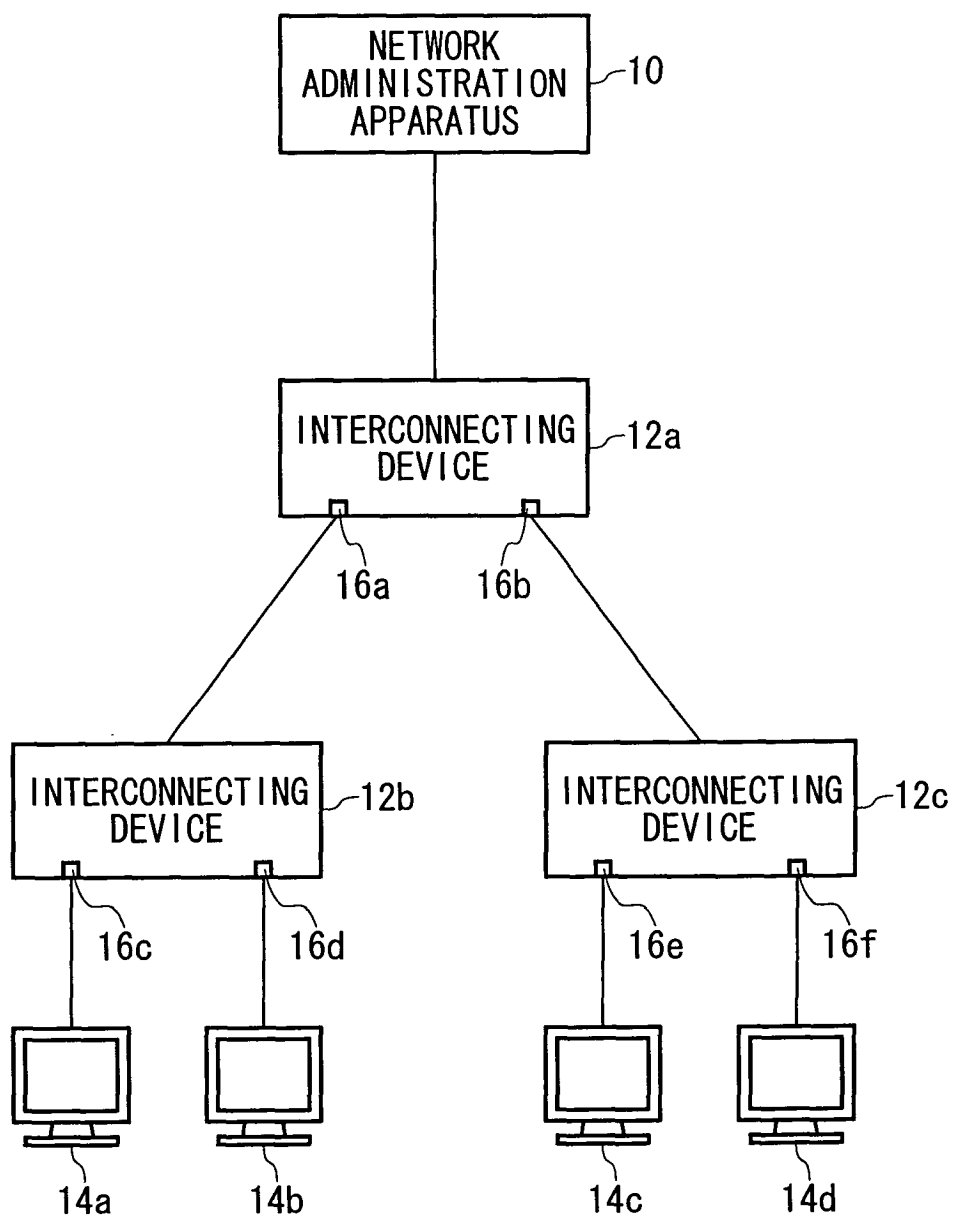 NETWORK
ADMINISTRATION
APPARATUS
10
INTERCONNECTING
DEVICE
12a
16a
16b
INTERCONNECTING
DEVICE
12b
INTERCONNECTING
DEVICE
12c
16c
16d
16e
16f
14a
14b
14c
14d